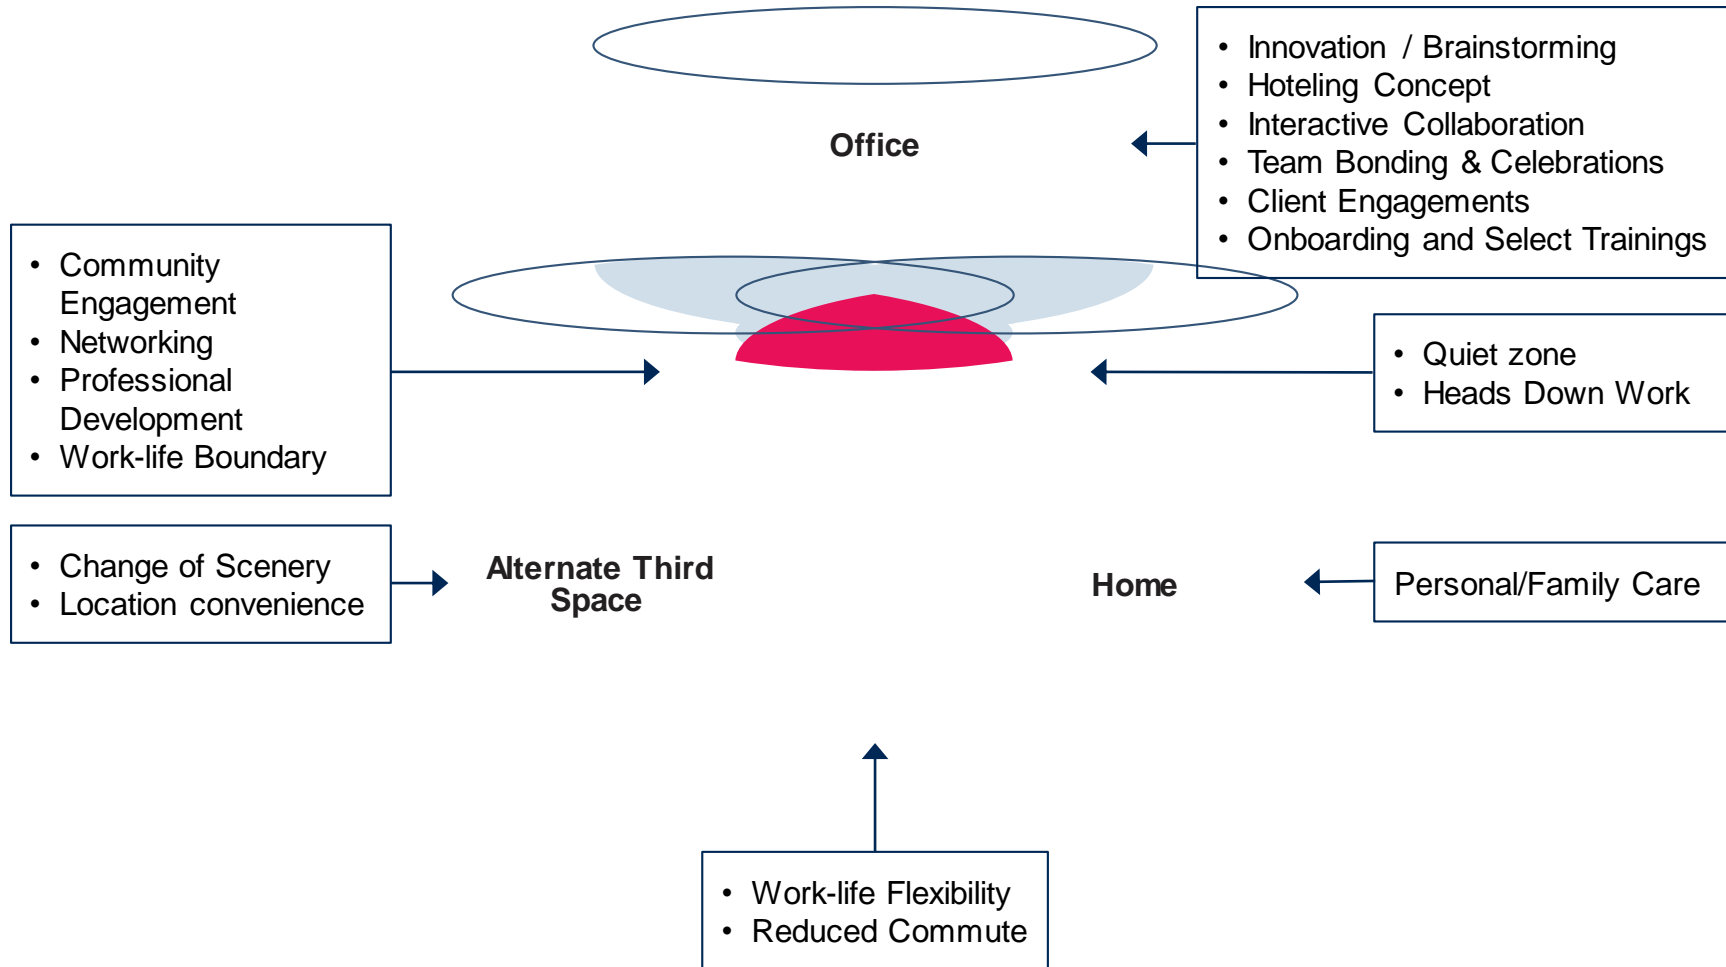 • Innovation / Brainstorming
• Hoteling Concept
• Interactive Collaboration
• Team Bonding & Celebrations
• Client Engagements
• Onboarding and Select Trainings
Office
• Community
Engagement
• Networking
• Professional
Development
• Work-life Boundary
• Quiet zone
• Heads Down Work
• Change of Scenery
• Location convenience
Alternate Third
Space
Home
Personal/Family Care
• Work-life Flexibility
• Reduced Commute